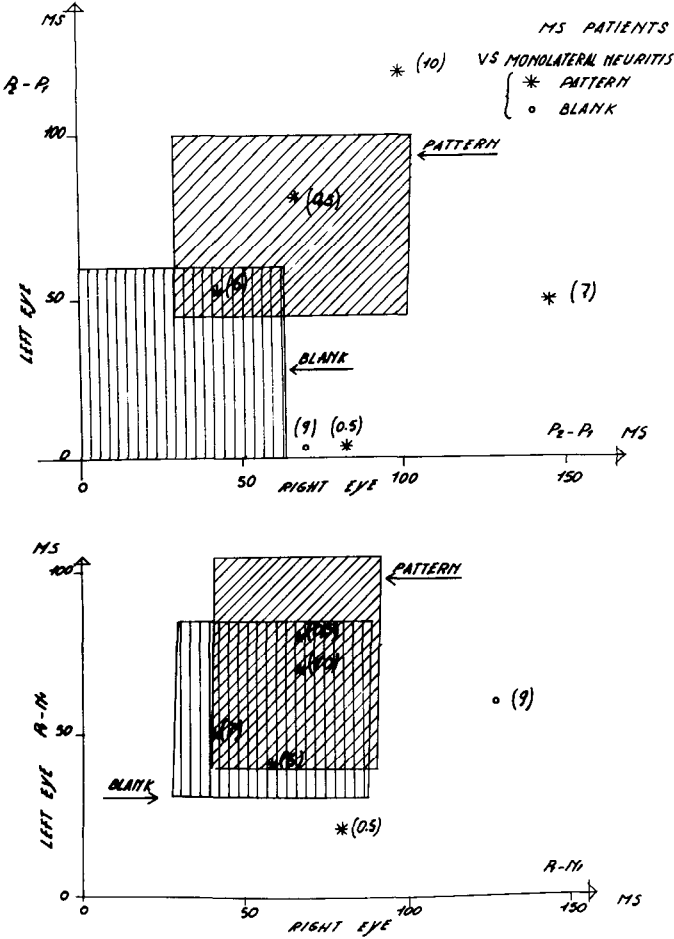 MS
MS PATIENTS
VS MONOLATERAL NEURITIS
* PATTERN
o BLANK
P2-P1
(10)
100
PATTERN
(0.5)
(7)
50
LEFT EYE
BLANK
(9) (0.5)
P2-P1 MS
0
0 50 100 150
RIGHT EYE
MS
100
PATTERN
(9)
50
LEFT EYE
BLANK
(0.5)
0
MS
0 50 100 150
RIGHT EYE